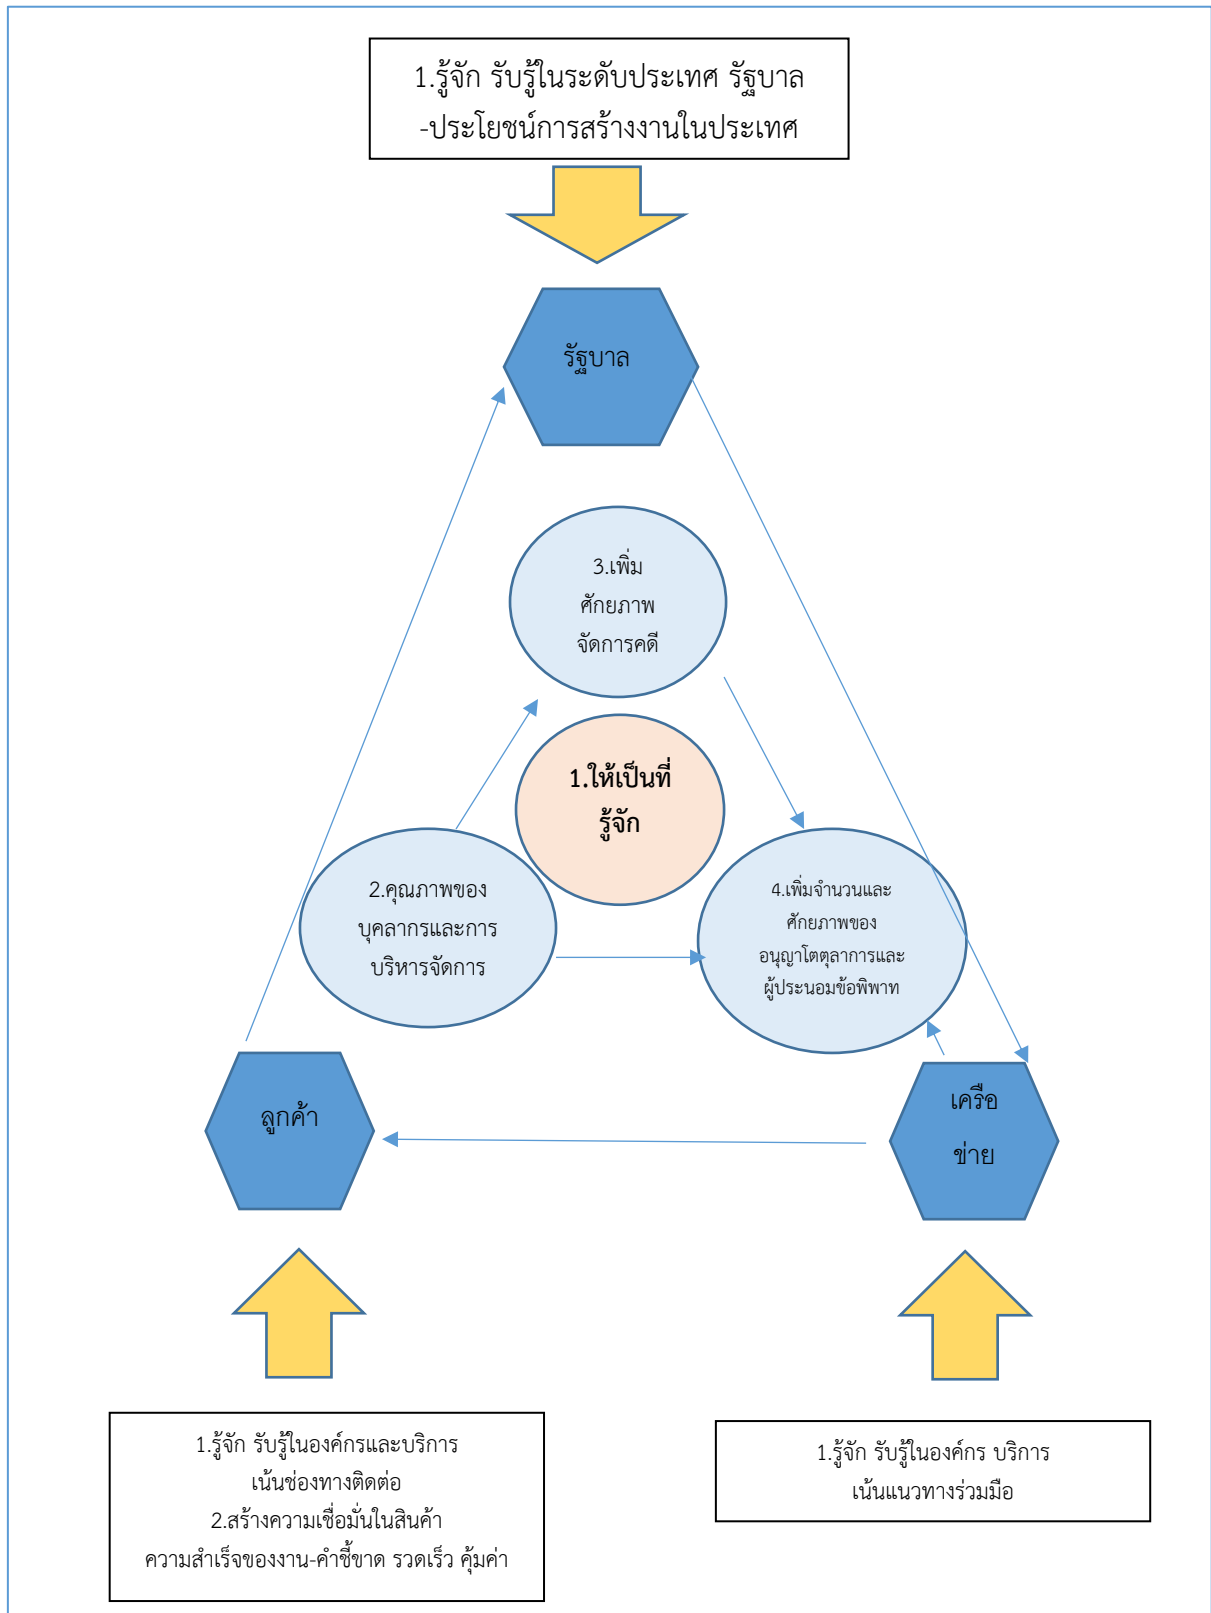 1.รู้จัก รับรู้ในระดับประเทศ รัฐบาล
-ประโยชน์การสร้างงานในประเทศ
รัฐบาล
3.เพิ่ม
ศักยภาพ
จัดการคดี
1.ให้เป็นที่
รู้จัก
2.คุณภาพของ
บุคลากรและการ
บริหารจัดการ
4.เพิ่มจำนวนและ
ศักยภาพของ
อนุญาโตตุลาการและ
ผู้ประนอมข้อพิพาท
ลูกค้า
เครือ
ข่าย
1.รู้จัก รับรู้ในองค์กรและบริการ
เน้นช่องทางติดต่อ
2.สร้างความเชื่อมั่นในสินค้า
ความสำเร็จของงาน-คำชี้ขาด รวดเร็ว คุ้มค่า
1.รู้จัก รับรู้ในองค์กร บริการ
เน้นแนวทางร่วมมือ